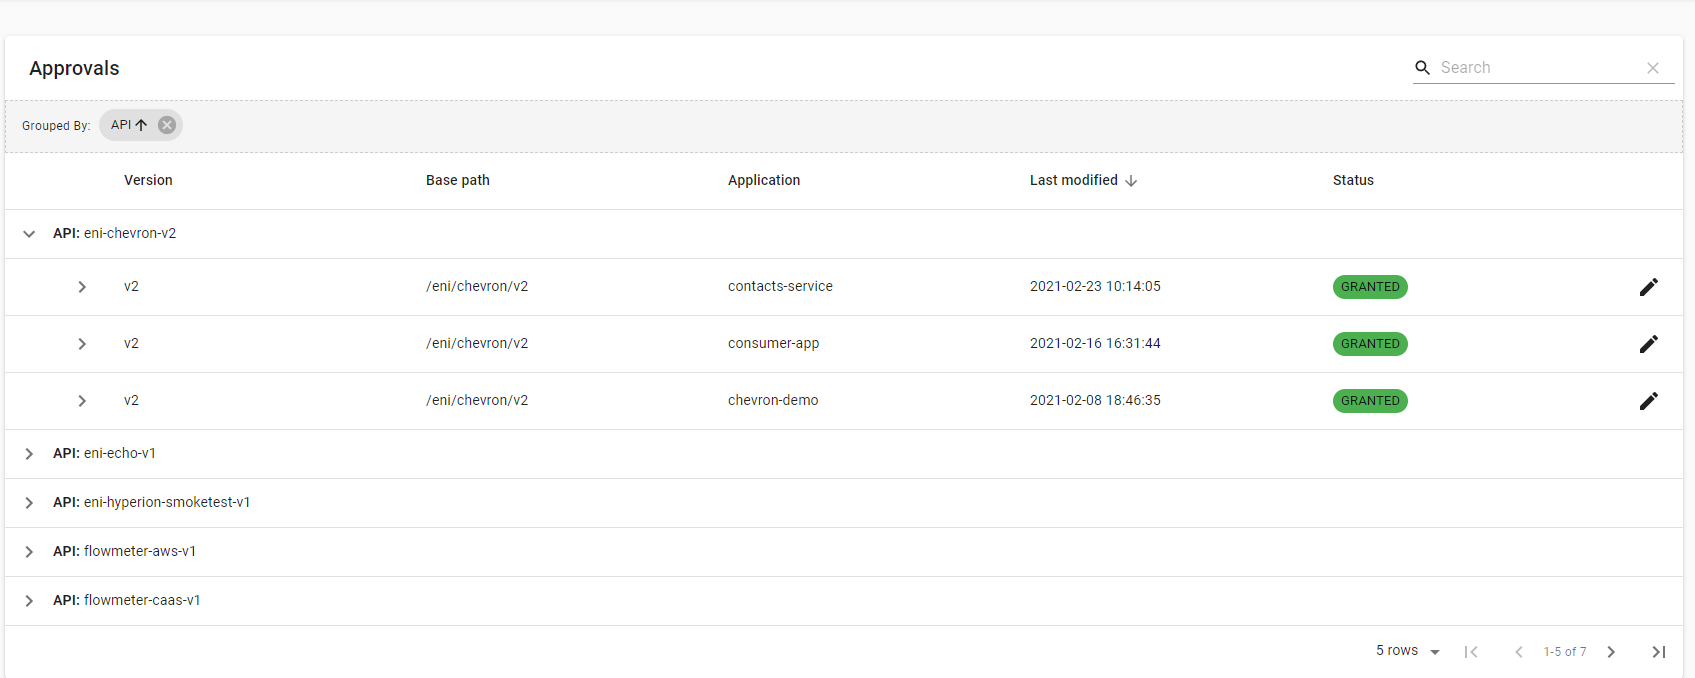 Approvals
Search
Grouped By: API
Version Base path Application Last modified Status
API: eni-chevron-v2
v2 /eni/chevron/v2 contacts-service 2021-02-23 10:14:05 GRANTED
v2 /eni/chevron/v2 consumer-app 2021-02-16 16:31:44 GRANTED
v2 /eni/chevron/v2 chevron-demo 2021-02-08 18:46:35 GRANTED
API: eni-echo-v1
API: eni-hyperion-smoketest-v1
API: flowmeter-aws-v1
API: flowmeter-caas-v1
5 rows 1-5 of 7